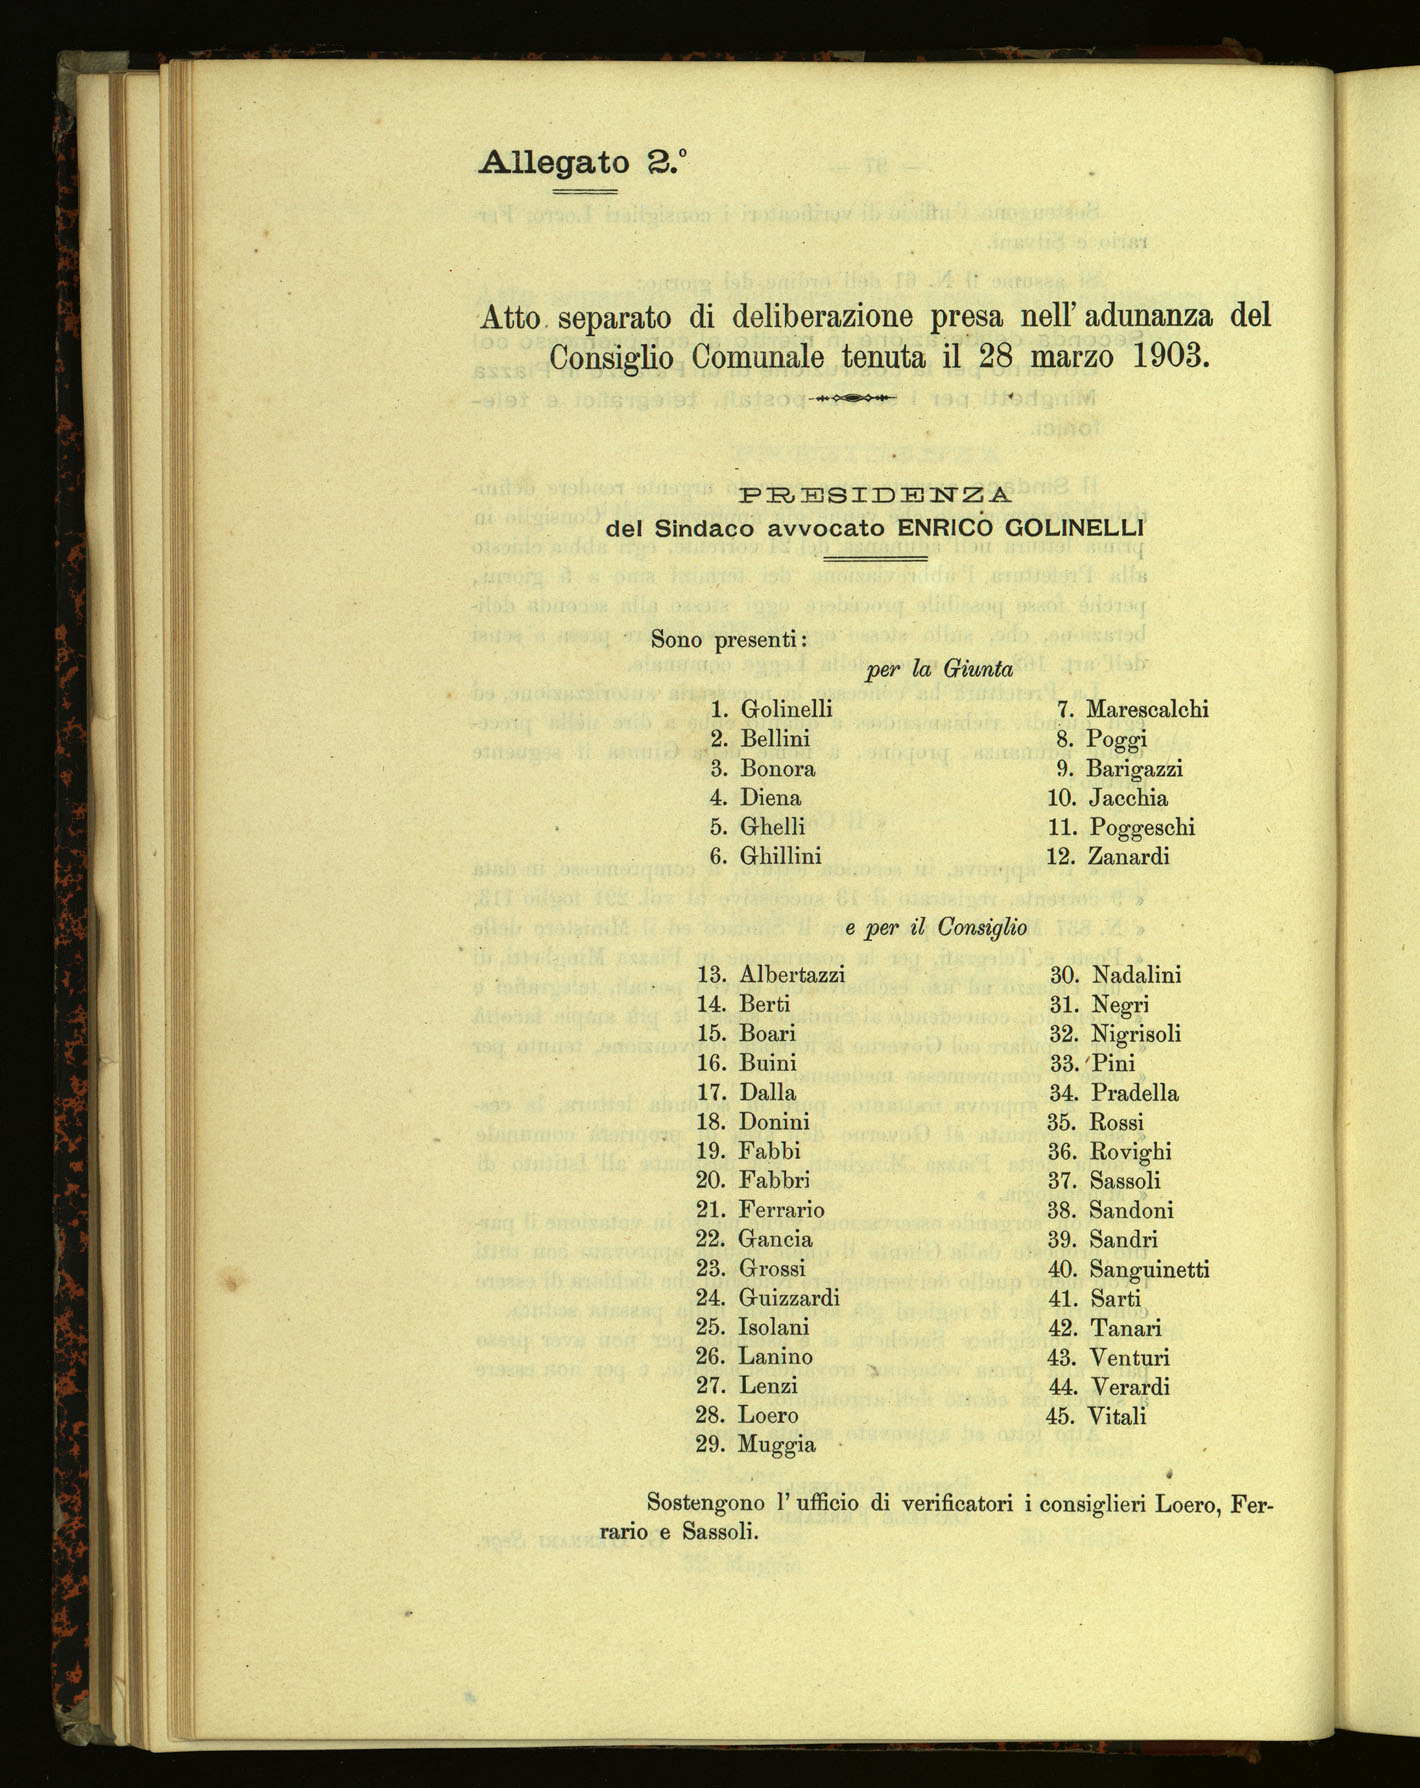 Allegato 2.º
Atto separato di deliberazione presa nell' adunanza del
Consiglio Comunale tenuta il 28 marzo 1903.
PRESIDENZA
del Sindaco avvocato ENRICO GOLINELLI
Sono presenti:
per la Giunta
1. Golinelli
2. Bellini
3. Bonora
4. Diena
5. Ghelli
6. Ghillini
7. Marescalchi
8. Poggi
9. Barigazzi
10. Jacchia
11. Poggeschi
12. Zanardi
e per il Consiglio
13. Albertazzi
14. Berti
15. Boari
16. Buini
17. Dalla
18. Donini
19. Fabbi
20. Fabbri
21. Ferrario
22. Gancia
23. Grossi
24. Guizzardi
25. Isolani
26. Lanino
27. Lenzi
28. Loero
29. Muggia
30. Nadalini
31. Negri
32. Nigrisoli
33. Pini
34. Pradella
35. Rossi
36. Rovighi
37. Sassoli
38. Sandoni
39. Sandri
40. Sanguinetti
41. Sarti
42. Tanari
43. Venturi
44. Verardi
45. Vitali
Sostengono l' ufficio di verificatori i consiglieri Loero, Fer-
rario e Sassoli.